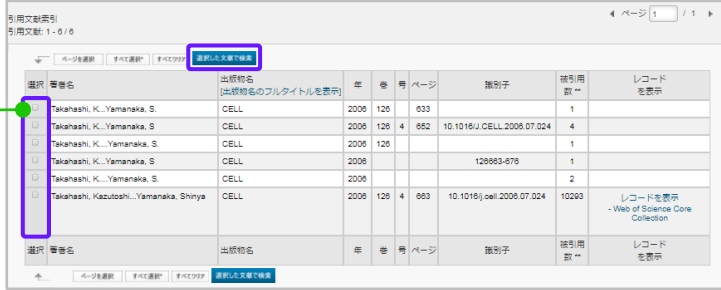 ページ 1 / 1
引用文献索引
引用文献: 1 - 6 / 6
ページを選択 すべて選択* すべてクリア 選択した文章で検索
選択 著者名 出版物名 [出版物名のフルタイトルを表示] 年 巻 号 ページ 識別子 被引用数 ** レコードを表示
Takahashi, K...Yamanaka, S. CELL 2006 126 633 1
Takahashi, K...Yamanaka, S CELL 2006 126 4 652 10.1016/J.CELL.2006.07.024 4
Takahashi, K....Yamanaka, S. CELL 2006 126 1
Takahashi, K...Yamanaka, S CELL 2006 126663-676 1
Takahashi, K....Yamanaka, S. CELL 2006 2
Takahashi, Kazutoshi...Yamanaka, Shinya CELL 2006 126 4 663 10.1016/j.cell.2006.07.024 10293 レコードを表示
- Web of Science Core
Collection
選択 著者名 出版物名 年 巻 号 ページ 識別子 被引用数 ** レコードを表示
ページを選択 すべて選択* すべてクリア 選択した文章で検索